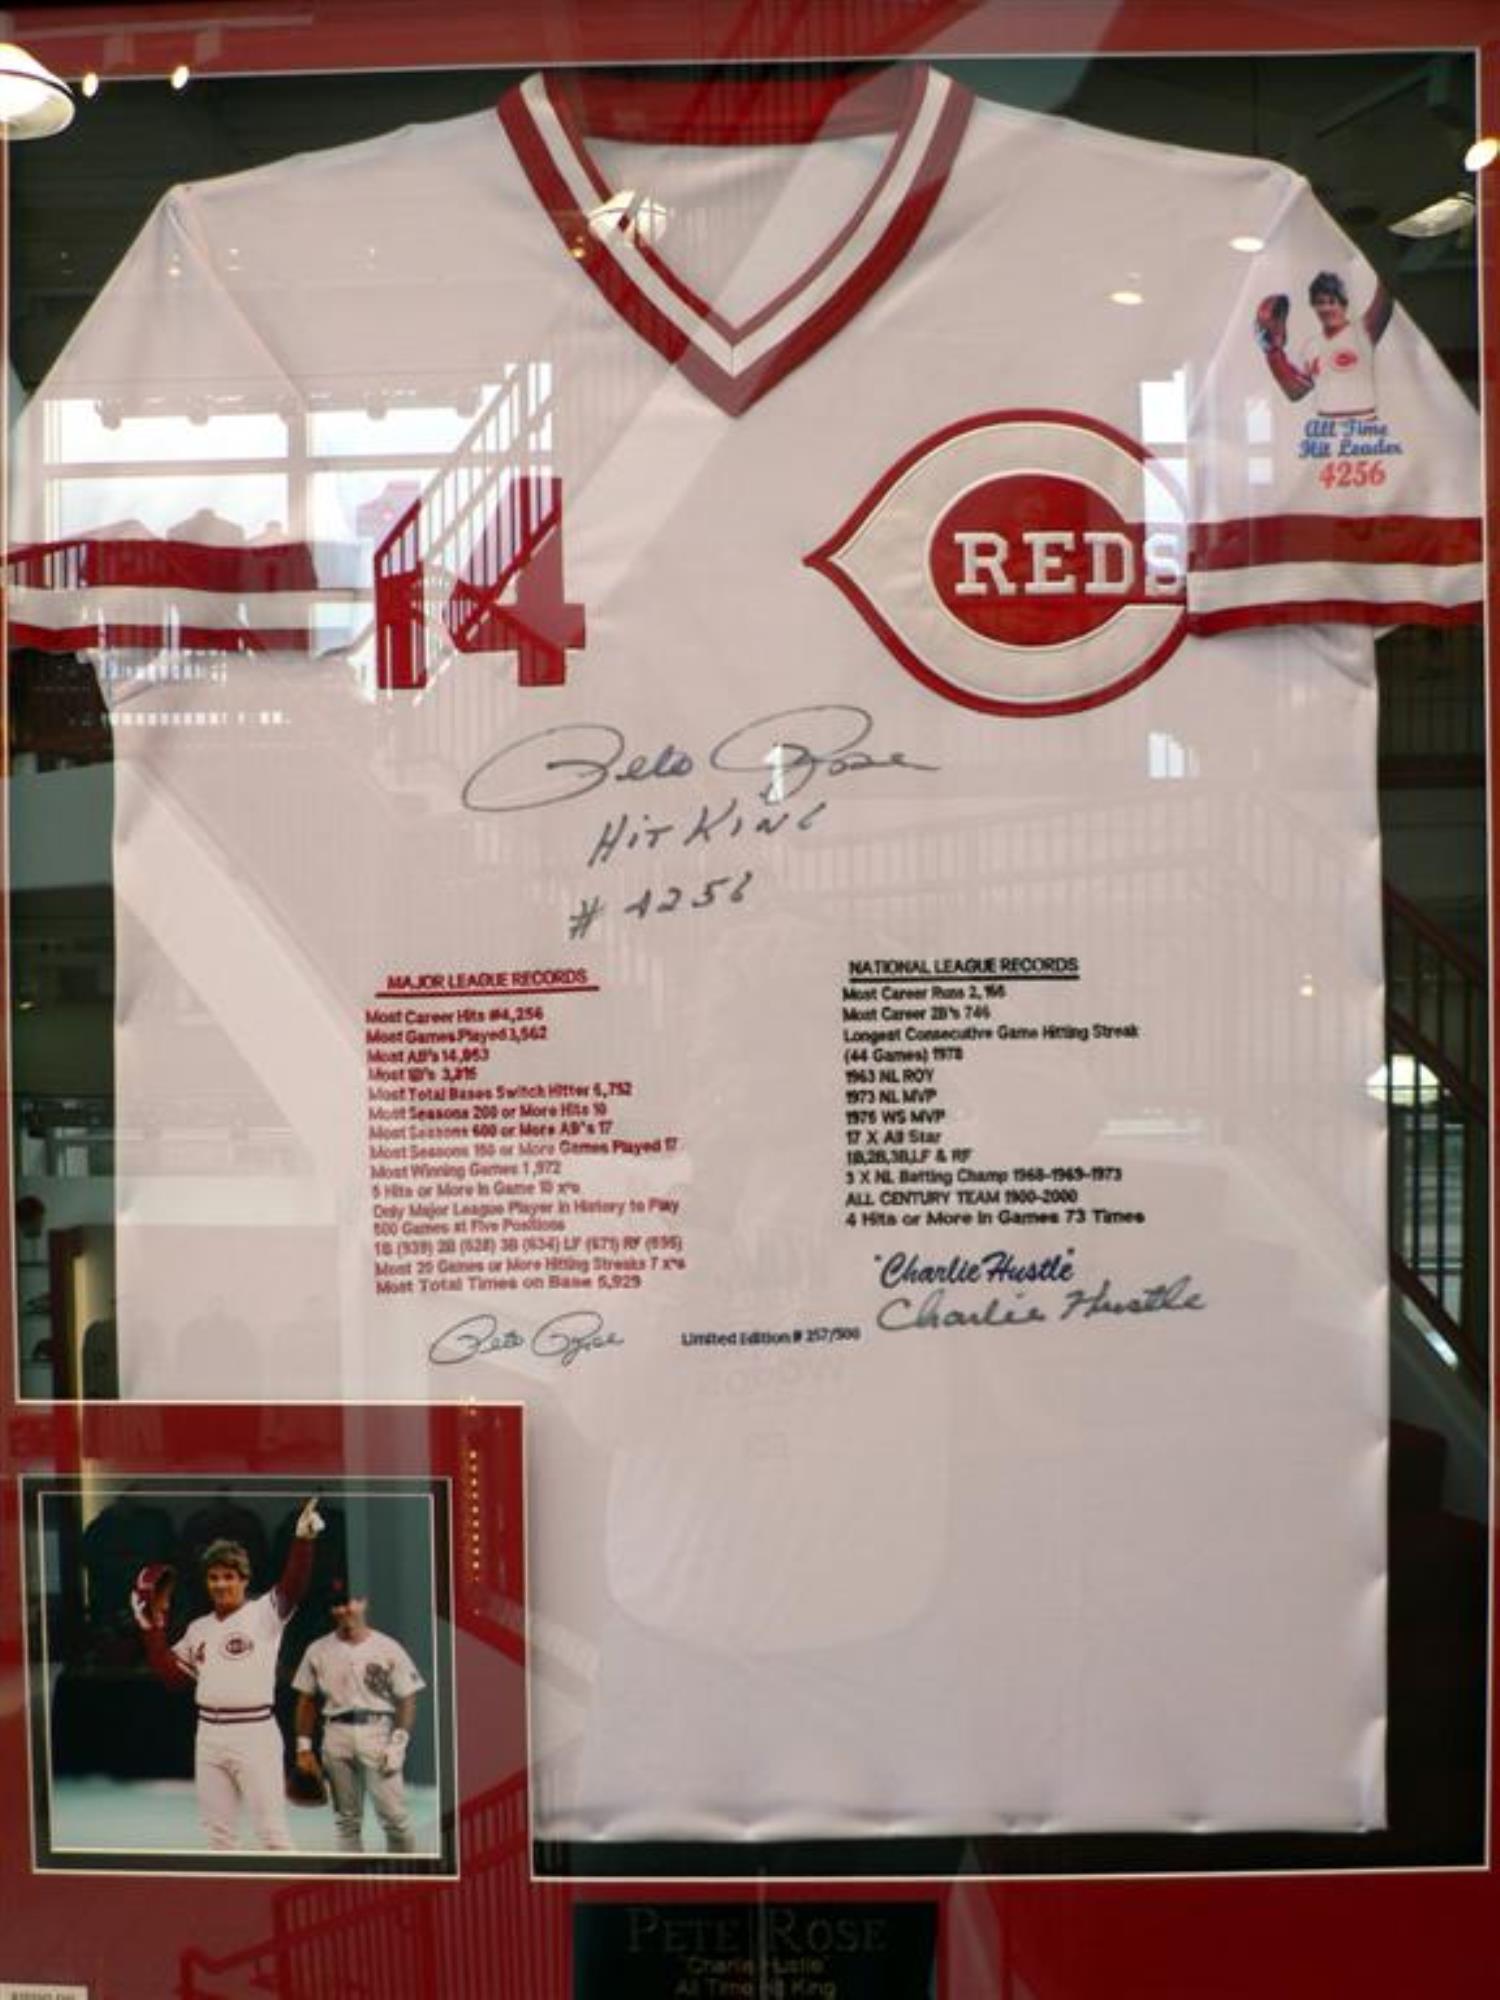 All Time
Hit Leader
4256
14
REDS
Pete Rose
HIT KING
# 4256
MAJOR LEAGUE RECORDS
Most Career Hits #4,256
Most Games Played 3,562
Most AB's 14,053
Most 1B's 3,215
Most Total Bases Switch Hitter 5,752
Most Seasons 200 or More Hits 10
Most Seasons 600 or More AB's 17
Most Seasons 150 or More Games Played 17
Most Winning Games 1,972
5 Hits or More in Game 10 x's
Only Major League Player in History to Play
500 Games at Five Positions
1B (939) 2B (628) 3B (634) LF (671) RF (595)
Most 20 Games or More Hitting Streaks 7 x's
Most Total Times on Base 5,929
Pete Rose
NATIONAL LEAGUE RECORDS
Most Career Runs 2,165
Most Career 2B's 746
Longest Consecutive Game Hitting Streak
(44 Games) 1978
1963 NL ROY
1973 NL MVP
1975 WS MVP
17 X All Star
1B,2B,3B,LF & RF
3 X NL Batting Champ 1968-1969-1973
ALL CENTURY TEAM 1900-2000
4 Hits or More In Games 73 Times
"Charlie Hustle"
Charlie Hustle
Limited Edition # 257/500
PETE ROSE
"Charlie Hustle"
All Time Hit King